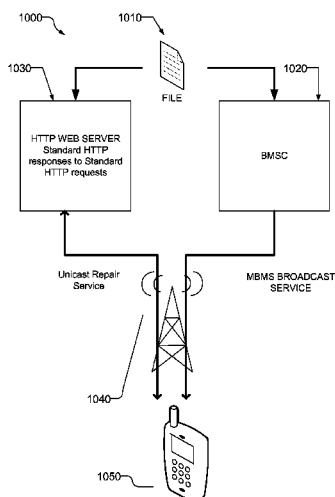 1000
1010
1030
1020
FILE
HTTP WEB SERVER
Standard HTTP
responses to Standard
HTTP requests
BMSC
Unicast Repair
Service
MBMS BROADCAST
SERVICE
1040
1050